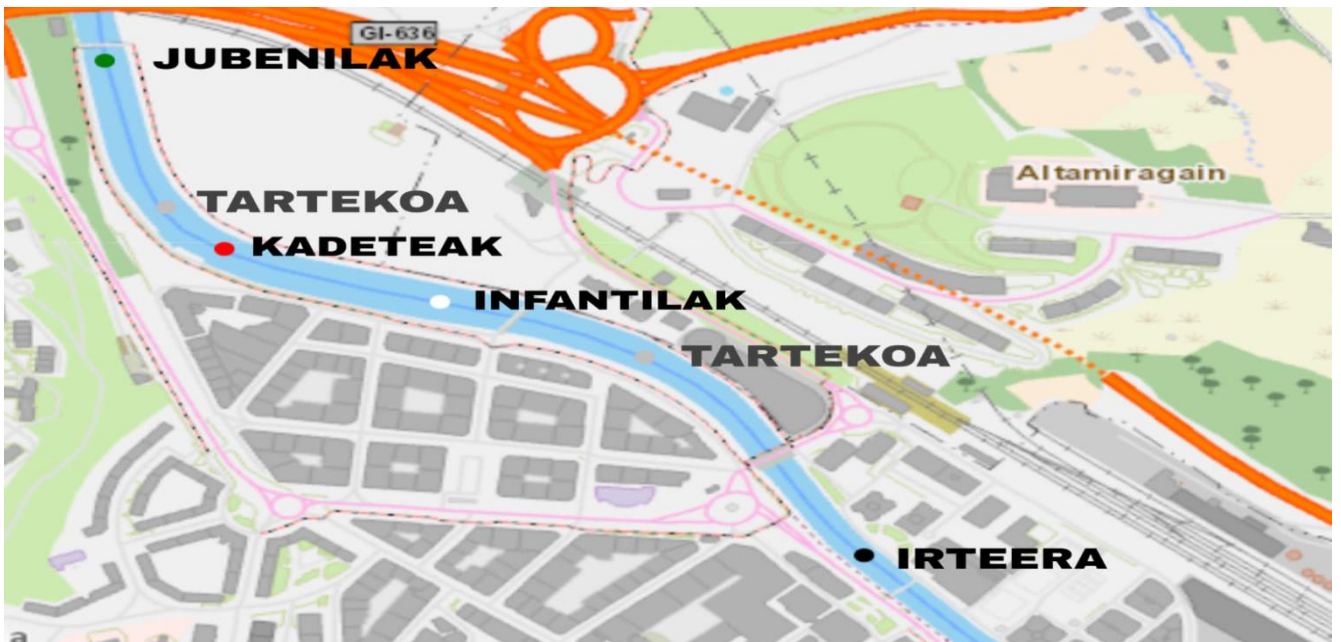 GI-636
JUBENILAK
Altamiragain
TARTEKOA
KADETEAK
INFANTILAK
TARTEKOA
IRTEERA
a